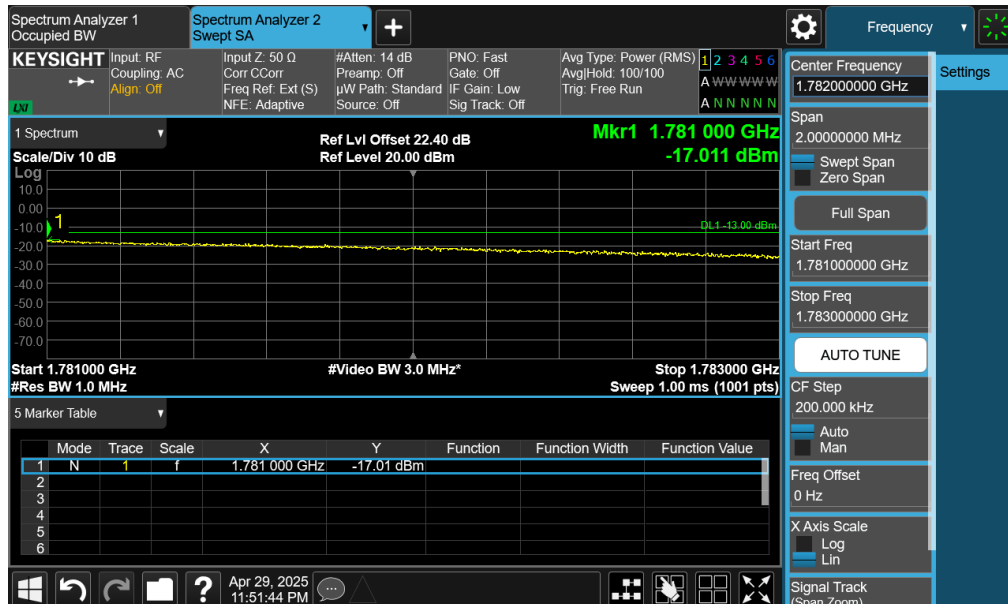 Spectrum Analyzer 1
Occupied BW
Spectrum Analyzer 2
Swept SA
Frequency
KEYSIGHT
LXI
Input: RF
Coupling: AC
Align: Off
Input Z: 50 Ω
Corr CCorr
Freq Ref: Ext (S)
NFE: Adaptive
#Atten: 14 dB
Preamp: Off
µW Path: Standard
Source: Off
PNO: Fast
Gate: Off
IF Gain: Low
Sig Track: Off
Avg Type: Power (RMS)
Avg|Hold: 100/100
Trig: Free Run
1 2 3 4 5 6
A W W W W W
A N N N N N
1 Spectrum
Scale/Div 10 dB
Log
Ref Lvl Offset 22.40 dB
Ref Level 20.00 dBm
Mkr1 1.781 000 GHz
-17.011 dBm
10.0
0.00
-10.0
-20.0
-30.0
-40.0
-50.0
-60.0
-70.0
1
DL1 -13.00 dBm
Start 1.781000 GHz
#Res BW 1.0 MHz
#Video BW 3.0 MHz*
Stop 1.783000 GHz
Sweep 1.00 ms (1001 pts)
5 Marker Table
Mode Trace Scale X Y Function Function Width Function Value
1 N 1 f 1.781 000 GHz -17.01 dBm
2
3
4
5
6
Apr 29, 2025
11:51:44 PM
?
Center Frequency
1.782000000 GHz
Settings
Span
2.00000000 MHz
Swept Span
Zero Span
Full Span
Start Freq
1.781000000 GHz
Stop Freq
1.783000000 GHz
AUTO TUNE
CF Step
200.000 kHz
Auto
Man
Freq Offset
0 Hz
X Axis Scale
Log
Lin
Signal Track
(Span Zoom)